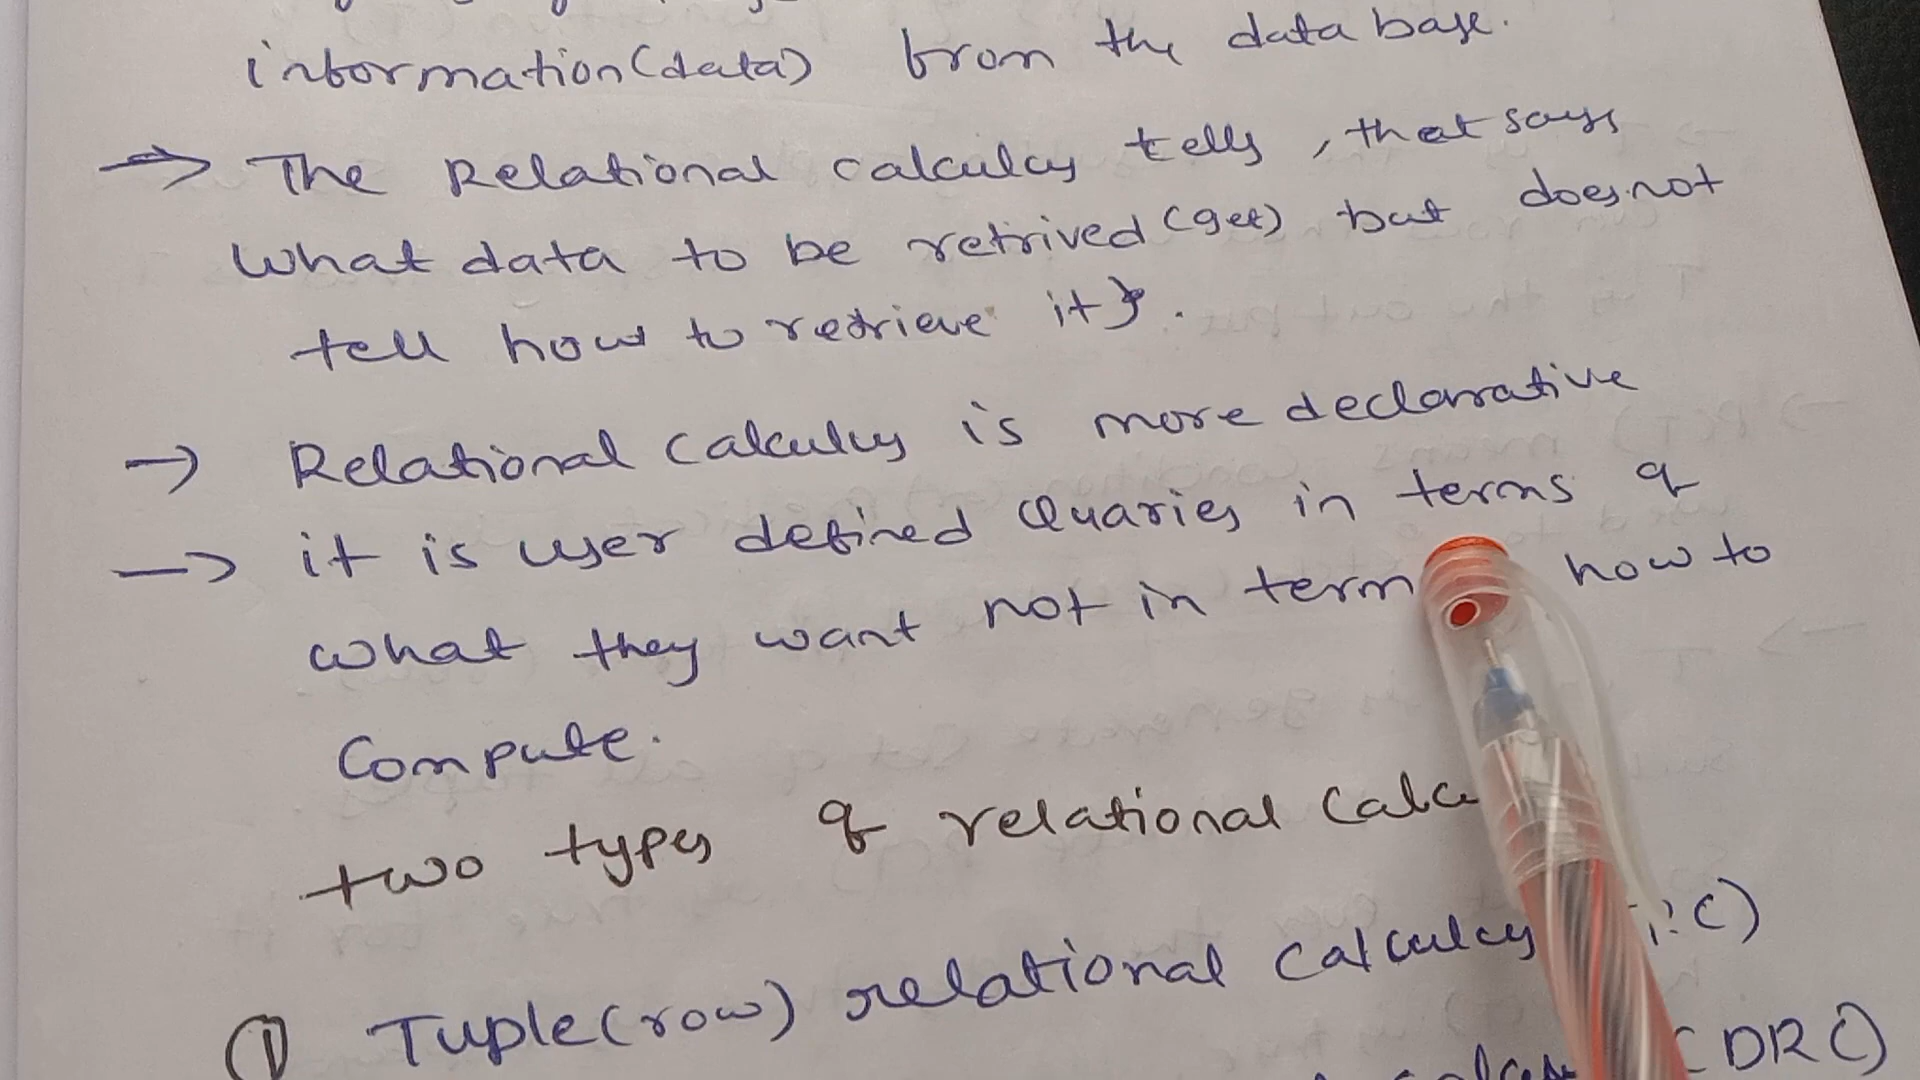 information(data) from the data base.
→ The Relational calculus tells, that says
what data to be retrived (get) but does not
tell how to retrieve it}.
→ Relational calculus is more declarative
→ it is user defined Quaries in terms of
what they want not in term how to
Compute.
two types of relational Calcu
① Tuple(row) relational calculus RC)
(DRC)